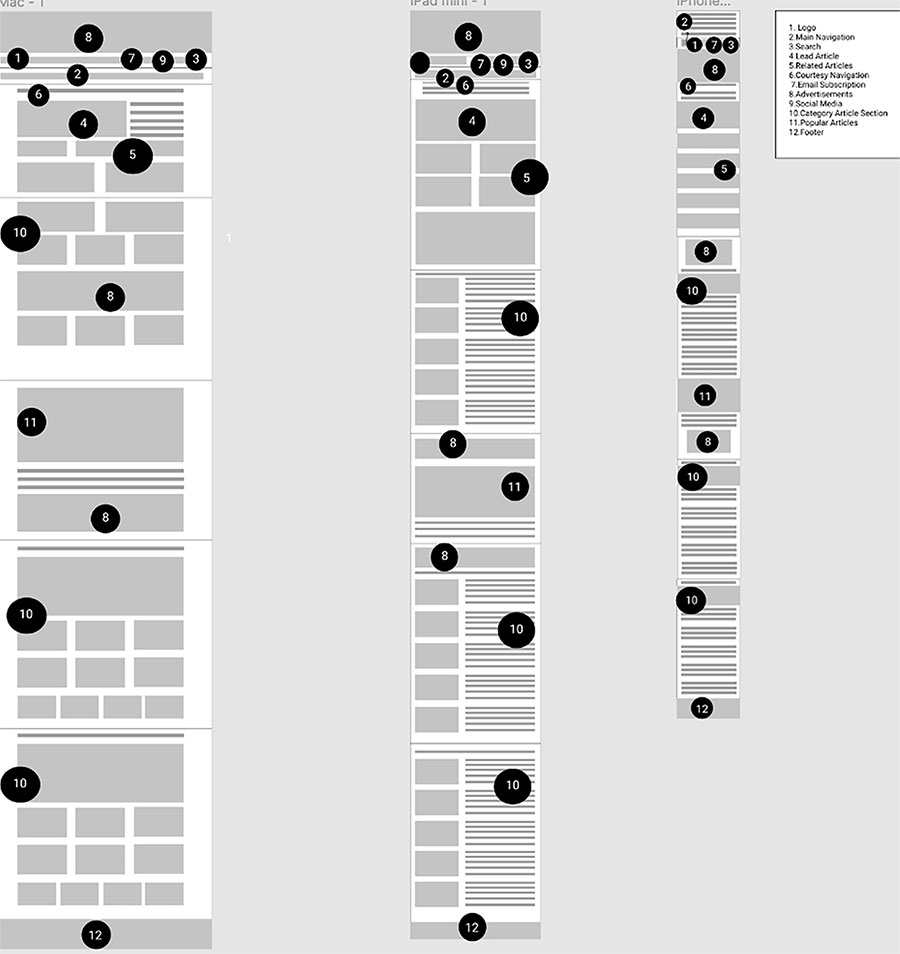 Mac - 1
8
1 7 9 3
2
6
4
5
10
8
11
8
10
10
12
1
iPad mini - 1
8
7 9 3
2 6
4
5
10
8
11
8
10
10
12
iPhone...
2
1 7 3
8
6
4
5
8
10
11
8
10
10
12
1. Logo
2.Main Navigation
3.Search
4 Lead Article
5.Related Articles
6.Courtesy Navigation
7.Email Subscription
8.Advertisements
9.Social Media
10.Category Article Section
11.Popular Articles
12.Footer